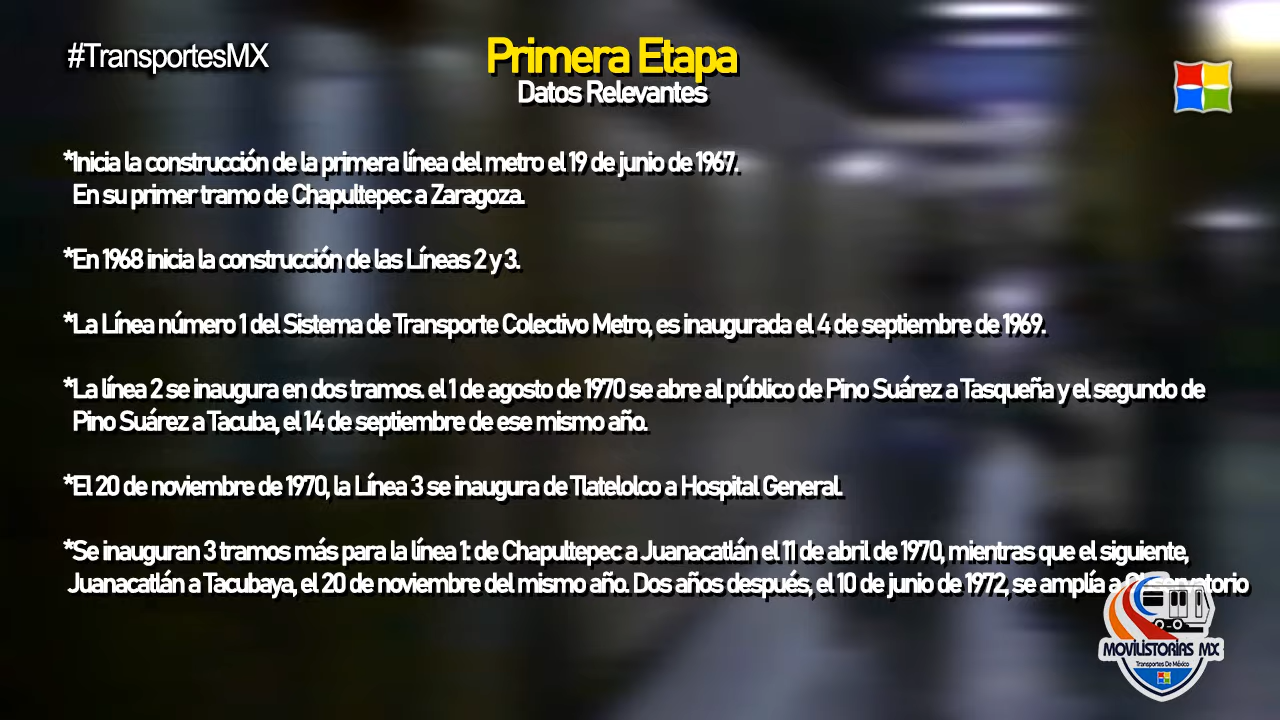 #TransportesMX
Primera Etapa
Datos Relevantes
*Inicia la construcción de la primera línea del metro el 19 de junio de 1967.
En su primer tramo de Chapultepec a Zaragoza.
*En 1968 inicia la construcción de las Líneas 2 y 3.
*La Línea número 1 del Sistema de Transporte Colectivo Metro, es inaugurada el 4 de septiembre de 1969.
*La línea 2 se inaugura en dos tramos. el 1 de agosto de 1970 se abre al público de Pino Suárez a Tasqueña y el segundo de
Pino Suárez a Tacuba, el 14 de septiembre de ese mismo año.
*El 20 de noviembre de 1970, la Línea 3 se inaugura de Tlatelolco a Hospital General.
*Se inauguran 3 tramos más para la línea 1: de Chapultepec a Juanacatlán el 11 de abril de 1970, mientras que el siguiente,
Juanacatlán a Tacubaya, el 20 de noviembre del mismo año. Dos años después, el 10 de junio de 1972, se amplía a Observatorio
MOVILISTORIAS MX
Transportes De México